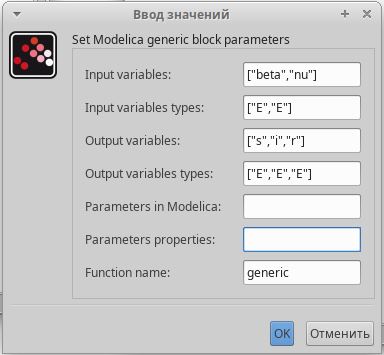 Ввод значений
Set Modelica generic block parameters
Input variables: ["beta","nu"]
Input variables types: ["E","E"]
Output variables: ["s","i","r"]
Output variables types: ["E","E","E"]
Parameters in Modelica:
Parameters properties:
Function name: generic
OK Отменить